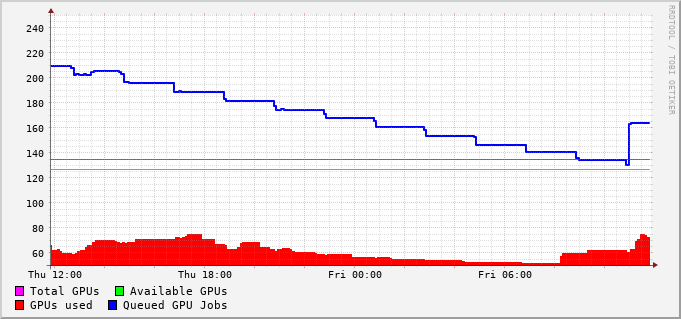 240
220
200
180
160
140
120
100
80
60
Thu 12:00 Thu 18:00 Fri 00:00 Fri 06:00
Total GPUs Available GPUs
GPUs used Queued GPU Jobs
RRDTOOL / TOBI OETIKER